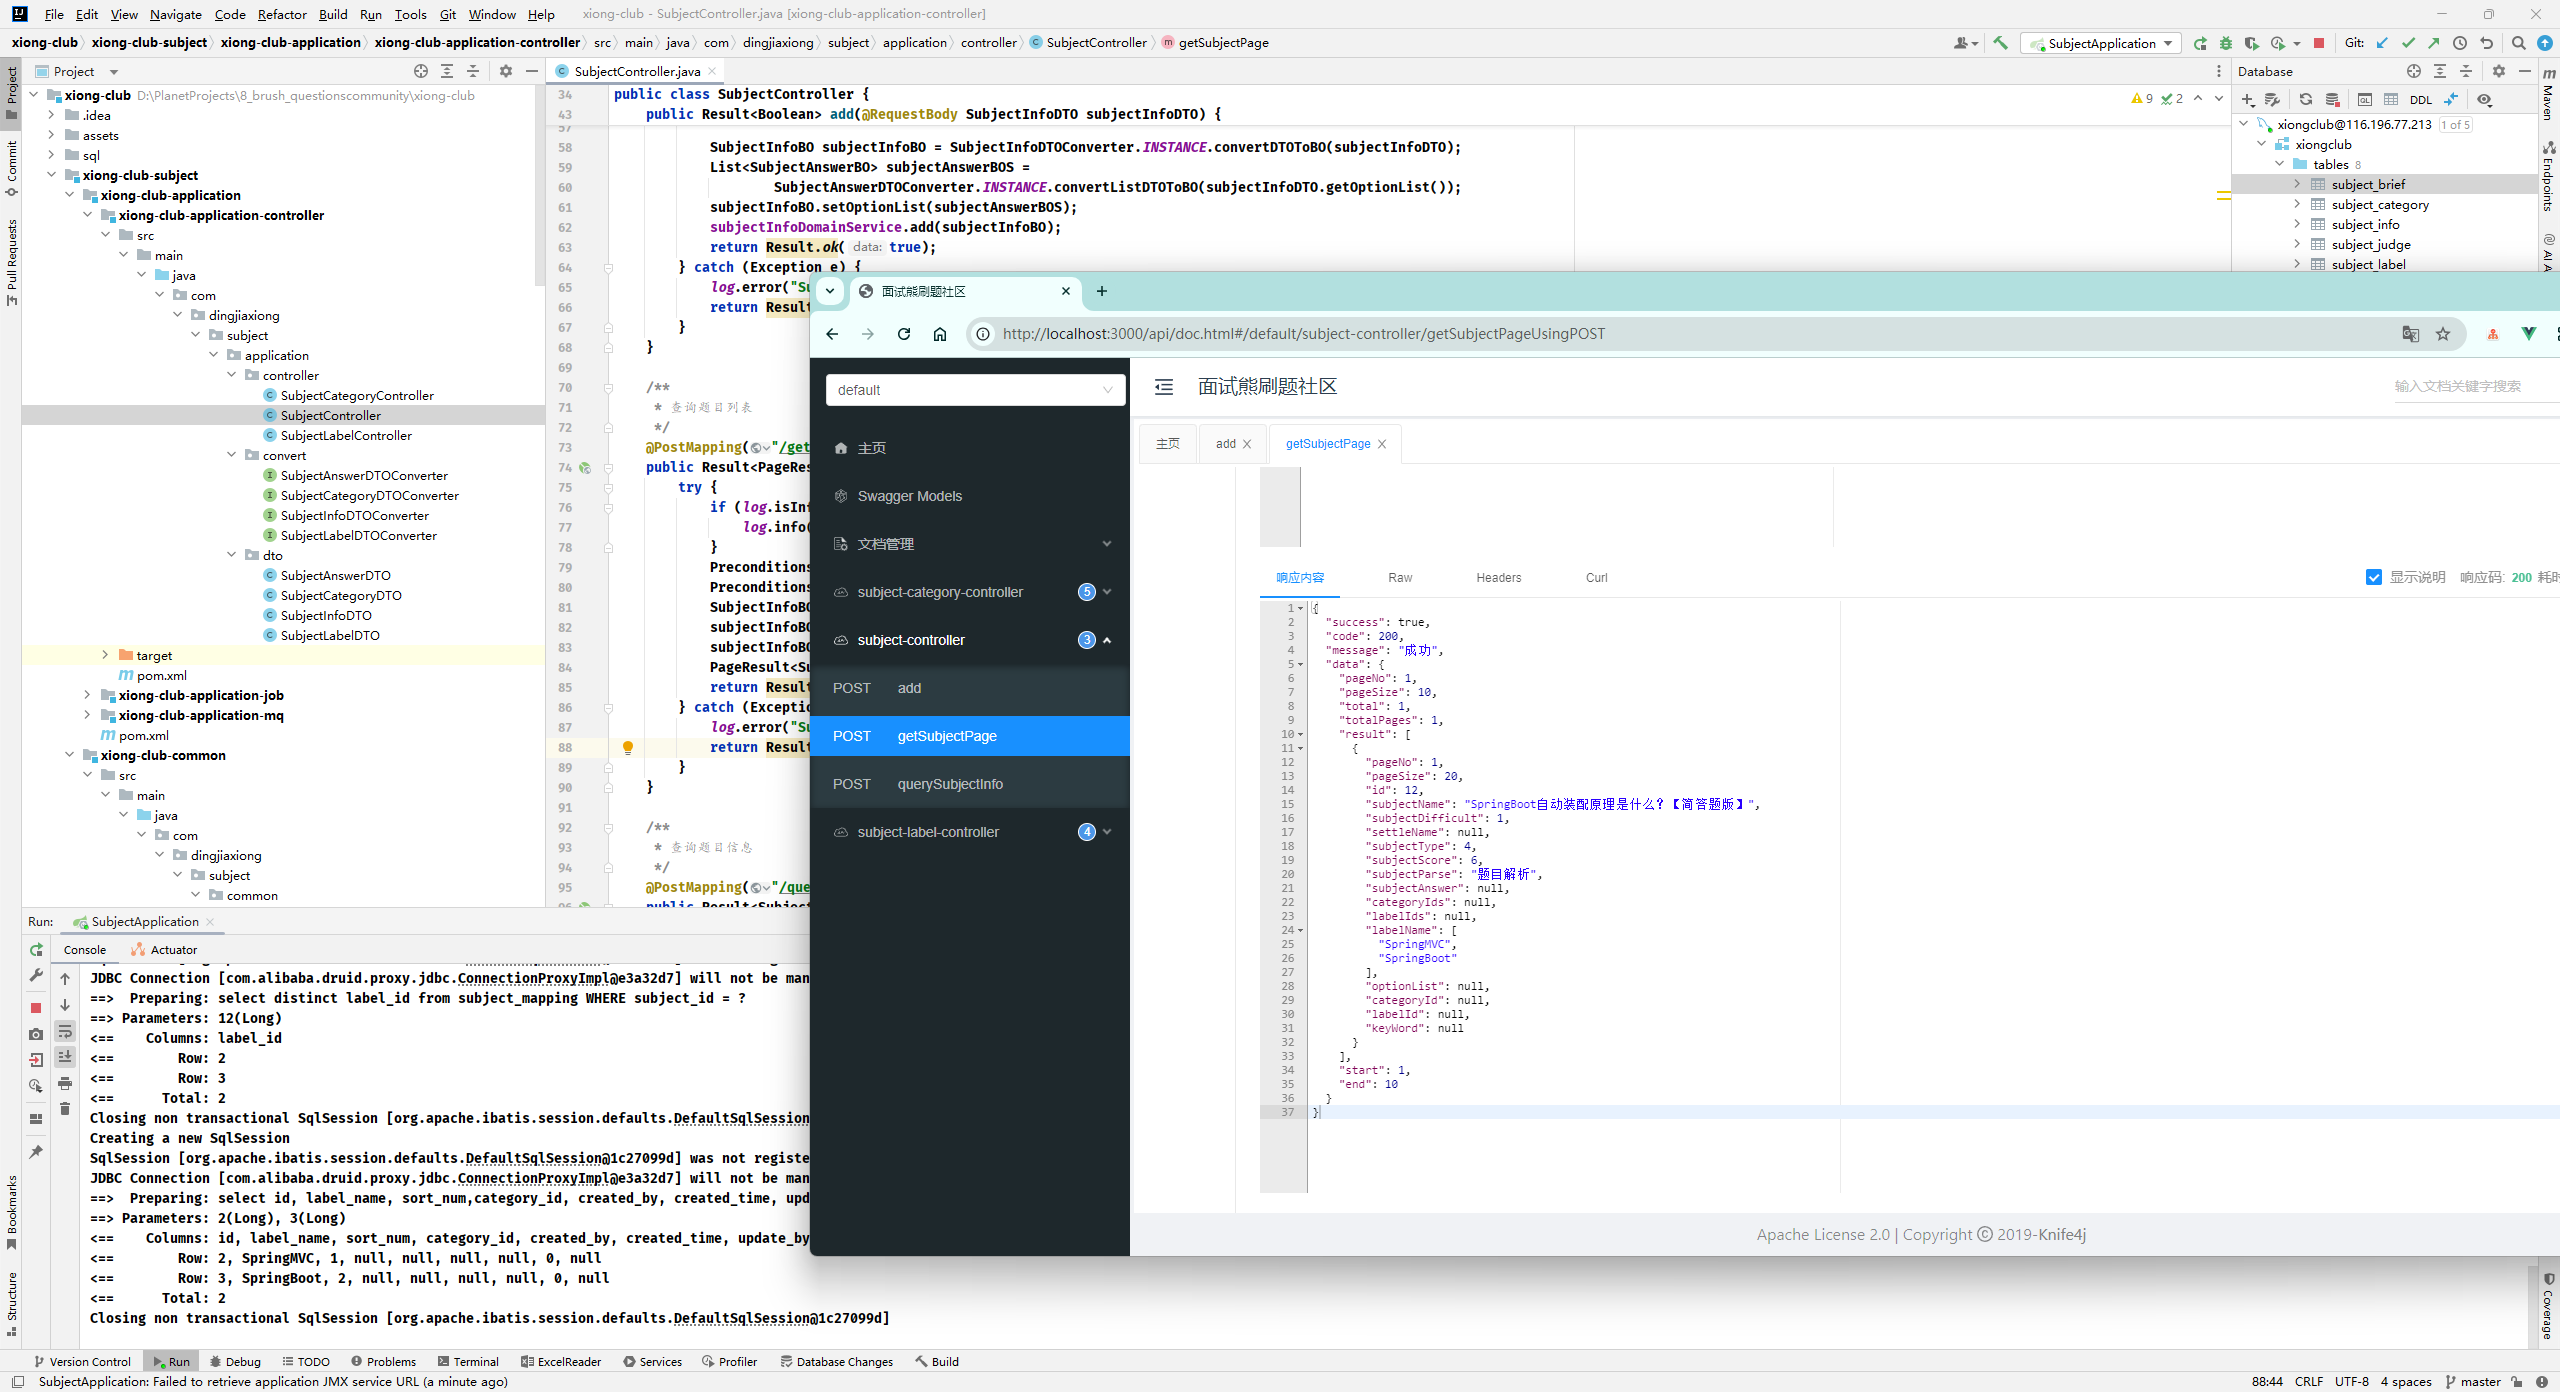 File Edit View Navigate Code Refactor Build Run Tools Git Window Help xiong-club - SubjectController.java [xiong-club-application-controller]
xiong-club xiong-club-subject xiong-club-application xiong-club-application-controller src main java com dingjiaxiong subject application controller SubjectController getSubjectPage SubjectApplication Git:
Project
Commit
Pull Requests
Bookmarks
Structure
Project
xiong-club D:\PlanetProjects\8_brush_questionscommunity\xiong-club
.idea
assets
sql
xiong-club-subject
xiong-club-application
xiong-club-application-controller
src
main
java
com
dingjiaxiong
subject
application
controller
SubjectCategoryController
SubjectController
SubjectLabelController
convert
SubjectAnswerDTOConverter
SubjectCategoryDTOConverter
SubjectInfoDTOConverter
SubjectLabelDTOConverter
dto
SubjectAnswerDTO
SubjectCategoryDTO
SubjectInfoDTO
SubjectLabelDTO
target
pom.xml
xiong-club-application-job
xiong-club-application-mq
pom.xml
xiong-club-common
src
main
java
com
dingjiaxiong
subject
common
SubjectController.java
9 2
34 public class SubjectController {
43 public Result<Boolean> add(@RequestBody SubjectInfoDTO subjectInfoDTO) {
57
58 SubjectInfoBO subjectInfoBO = SubjectInfoDTOConverter.INSTANCE.convertDTOToBO(subjectInfoDTO);
59 List<SubjectAnswerBO> subjectAnswerBOS =
60 SubjectAnswerDTOConverter.INSTANCE.convertListDTOToBO(subjectInfoDTO.getOptionList());
61 subjectInfoBO.setOptionList(subjectAnswerBOS);
62 subjectInfoDomainService.add(subjectInfoBO);
63 return Result.ok( data: true);
64 } catch (Exception e) {
65 log.error("Su
66 return Resul
67 }
68 }
69
70 /**
71 * 查询题目列表
72 */
73 @PostMapping("/get
74 public Result<PageRes
75 try {
76 if (log.isInf
77 log.info(
78 }
79 Preconditions
80 Preconditions
81 SubjectInfoBO
82 subjectInfoBO
83 subjectInfoBO
84 PageResult<Su
85 return Result
86 } catch (Exceptio
87 log.error("Su
88 return Result
89 }
90 }
91
92 /**
93 * 查询题目信息
94 */
95 @PostMapping("/que
96 public Result<Subject
Database
DDL
xiongclub@116.196.77.213 1 of 5
xiongclub
tables 8
subject_brief
subject_category
subject_info
subject_judge
subject_label
Maven
Endpoints
AI A
Coverage
面试熊刷题社区
http://localhost:3000/api/doc.html#/default/subject-controller/getSubjectPageUsingPOST
default
主页
Swagger Models
文档管理
subject-category-controller 5
subject-controller 3
POST add
POST getSubjectPage
POST querySubjectInfo
subject-label-controller 4
面试熊刷题社区 输入文档关键字搜索
主页 add getSubjectPage
响应内容 Raw Headers Curl 显示说明 响应码: 200 耗时
1 {
2 "success": true,
3 "code": 200,
4 "message": "成功",
5 "data": {
6 "pageNo": 1,
7 "pageSize": 10,
8 "total": 1,
9 "totalPages": 1,
10 "result": [
11 {
12 "pageNo": 1,
13 "pageSize": 20,
14 "id": 12,
15 "subjectName": "SpringBoot自动装配原理是什么?【简答题版】",
16 "subjectDifficult": 1,
17 "settleName": null,
18 "subjectType": 4,
19 "subjectScore": 6,
20 "subjectParse": "题目解析",
21 "subjectAnswer": null,
22 "categoryIds": null,
23 "labelIds": null,
24 "labelName": [
25 "SpringMVC",
26 "SpringBoot"
27 ],
28 "optionList": null,
29 "categoryId": null,
30 "labelId": null,
31 "keyWord": null
32 }
33 ],
34 "start": 1,
35 "end": 10
36 }
37 }
Apache License 2.0 | Copyright © 2019-Knife4j
Run: SubjectApplication
Console Actuator
JDBC Connection [com.alibaba.druid.proxy.jdbc.ConnectionProxyImpl@e3a32d7] will not be man
==> Preparing: select distinct label_id from subject_mapping WHERE subject_id = ?
==> Parameters: 12(Long)
<== Columns: label_id
<== Row: 2
<== Row: 3
<== Total: 2
Closing non transactional SqlSession [org.apache.ibatis.session.defaults.DefaultSqlSession
Creating a new SqlSession
SqlSession [org.apache.ibatis.session.defaults.DefaultSqlSession@1c27099d] was not registe
JDBC Connection [com.alibaba.druid.proxy.jdbc.ConnectionProxyImpl@e3a32d7] will not be man
==> Preparing: select id, label_name, sort_num,category_id, created_by, created_time, upd
==> Parameters: 2(Long), 3(Long)
<== Columns: id, label_name, sort_num, category_id, created_by, created_time, update_by
<== Row: 2, SpringMVC, 1, null, null, null, null, 0, null
<== Row: 3, SpringBoot, 2, null, null, null, null, 0, null
<== Total: 2
Closing non transactional SqlSession [org.apache.ibatis.session.defaults.DefaultSqlSession@1c27099d]
Version Control Run Debug TODO Problems Terminal ExcelReader Services Profiler Database Changes Build
SubjectApplication: Failed to retrieve application JMX service URL (a minute ago) 88:44 CRLF UTF-8 4 spaces master